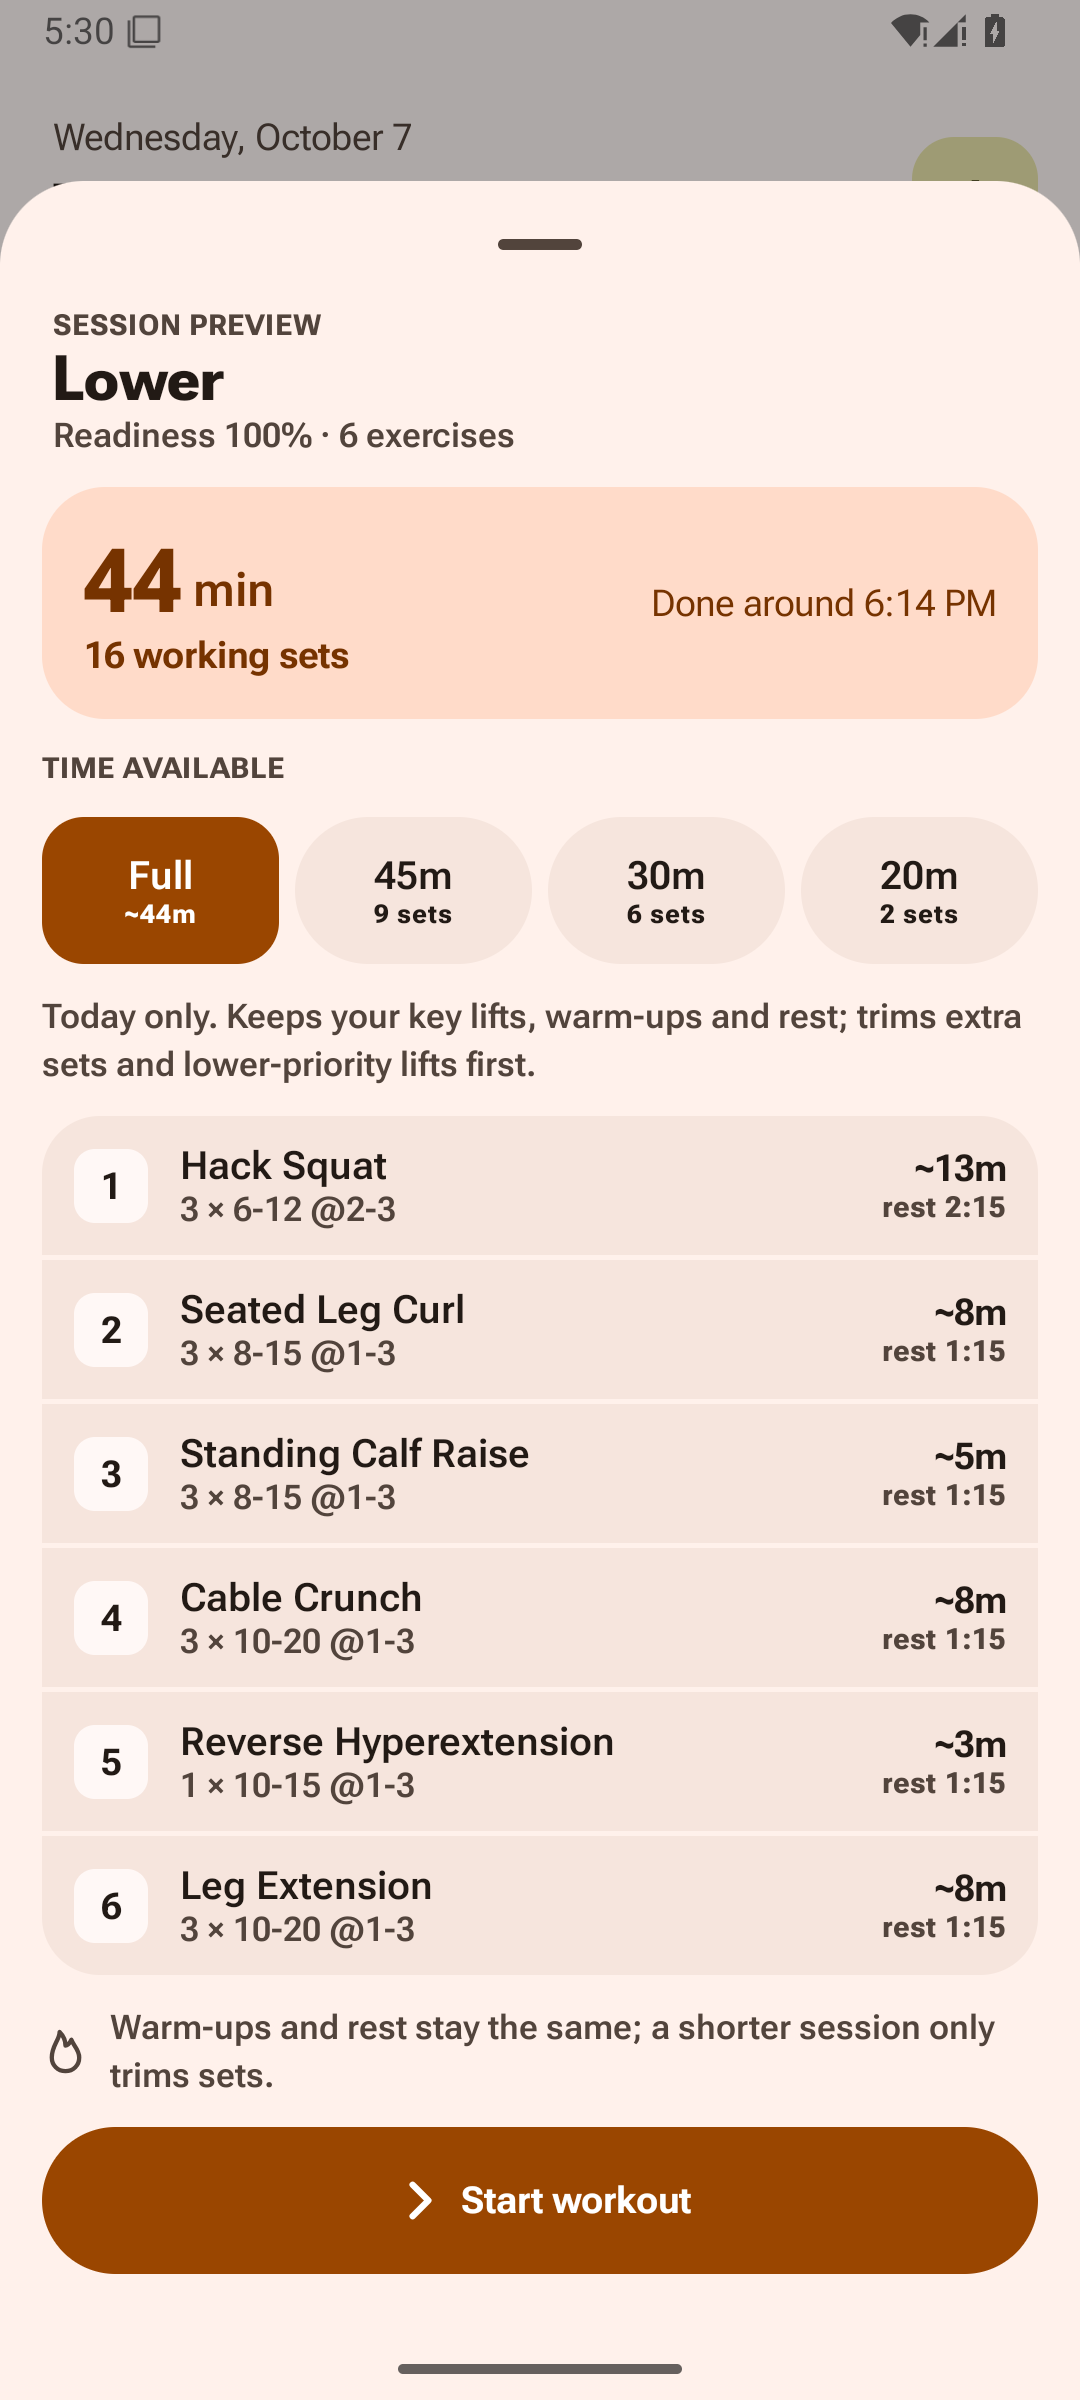 5:30
Wednesday, October 7
SESSION PREVIEW
Lower
Readiness 100% · 6 exercises
44 min
16 working sets
Done around 6:14 PM
TIME AVAILABLE
Full
~44m
45m
9 sets
30m
6 sets
20m
2 sets
Today only. Keeps your key lifts, warm-ups and rest; trims extra
sets and lower-priority lifts first.
1
Hack Squat
3 × 6-12 @2-3
~13m
rest 2:15
2
Seated Leg Curl
3 × 8-15 @1-3
~8m
rest 1:15
3
Standing Calf Raise
3 × 8-15 @1-3
~5m
rest 1:15
4
Cable Crunch
3 × 10-20 @1-3
~8m
rest 1:15
5
Reverse Hyperextension
1 × 10-15 @1-3
~3m
rest 1:15
6
Leg Extension
3 × 10-20 @1-3
~8m
rest 1:15
Warm-ups and rest stay the same; a shorter session only
trims sets.
Start workout